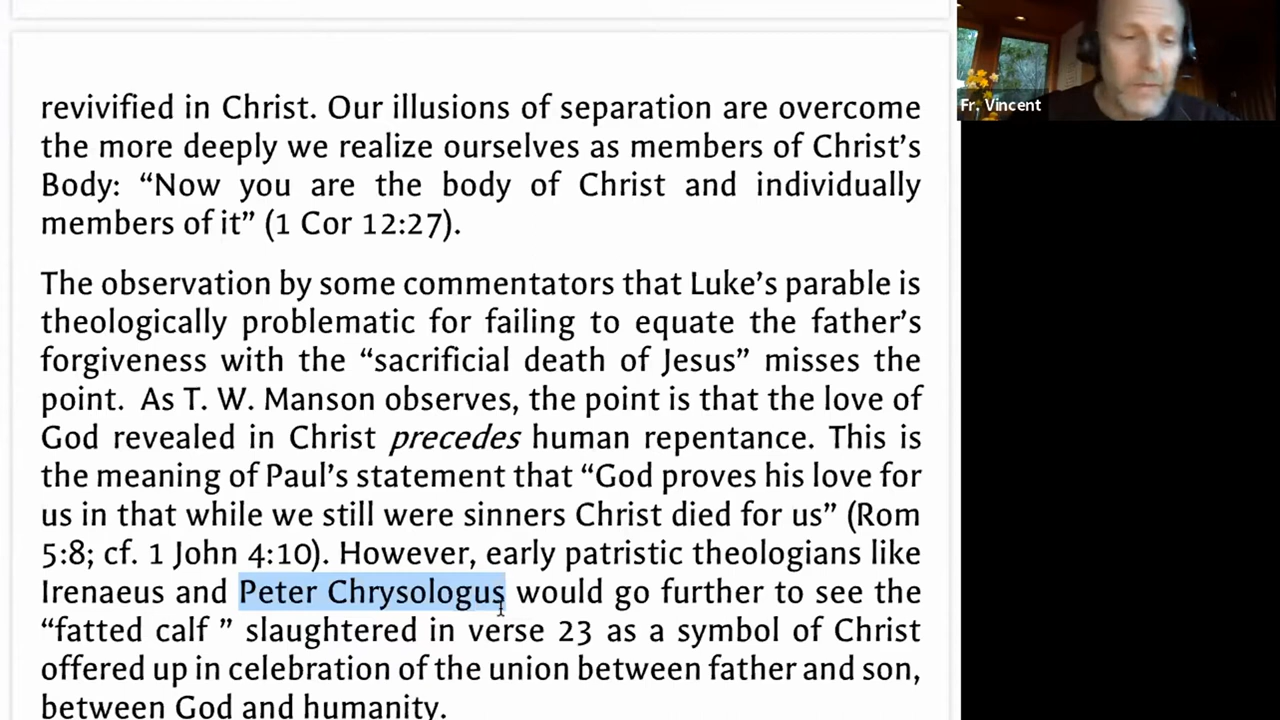 revivified in Christ. Our illusions of separation are overcome
the more deeply we realize ourselves as members of Christ's
Body: “Now you are the body of Christ and individually
members of it” (1 Cor 12:27).
The observation by some commentators that Luke's parable is
theologically problematic for failing to equate the father's
forgiveness with the “sacrificial death of Jesus” misses the
point. As T. W. Manson observes, the point is that the love of
God revealed in Christ precedes human repentance. This is
the meaning of Paul's statement that “God proves his love for
us in that while we still were sinners Christ died for us” (Rom
5:8; cf. 1 John 4:10). However, early patristic theologians like
Irenaeus and Peter Chrysologus would go further to see the
“fatted calf ” slaughtered in verse 23 as a symbol of Christ
offered up in celebration of the union between father and son,
between God and humanity.
Fr. Vincent